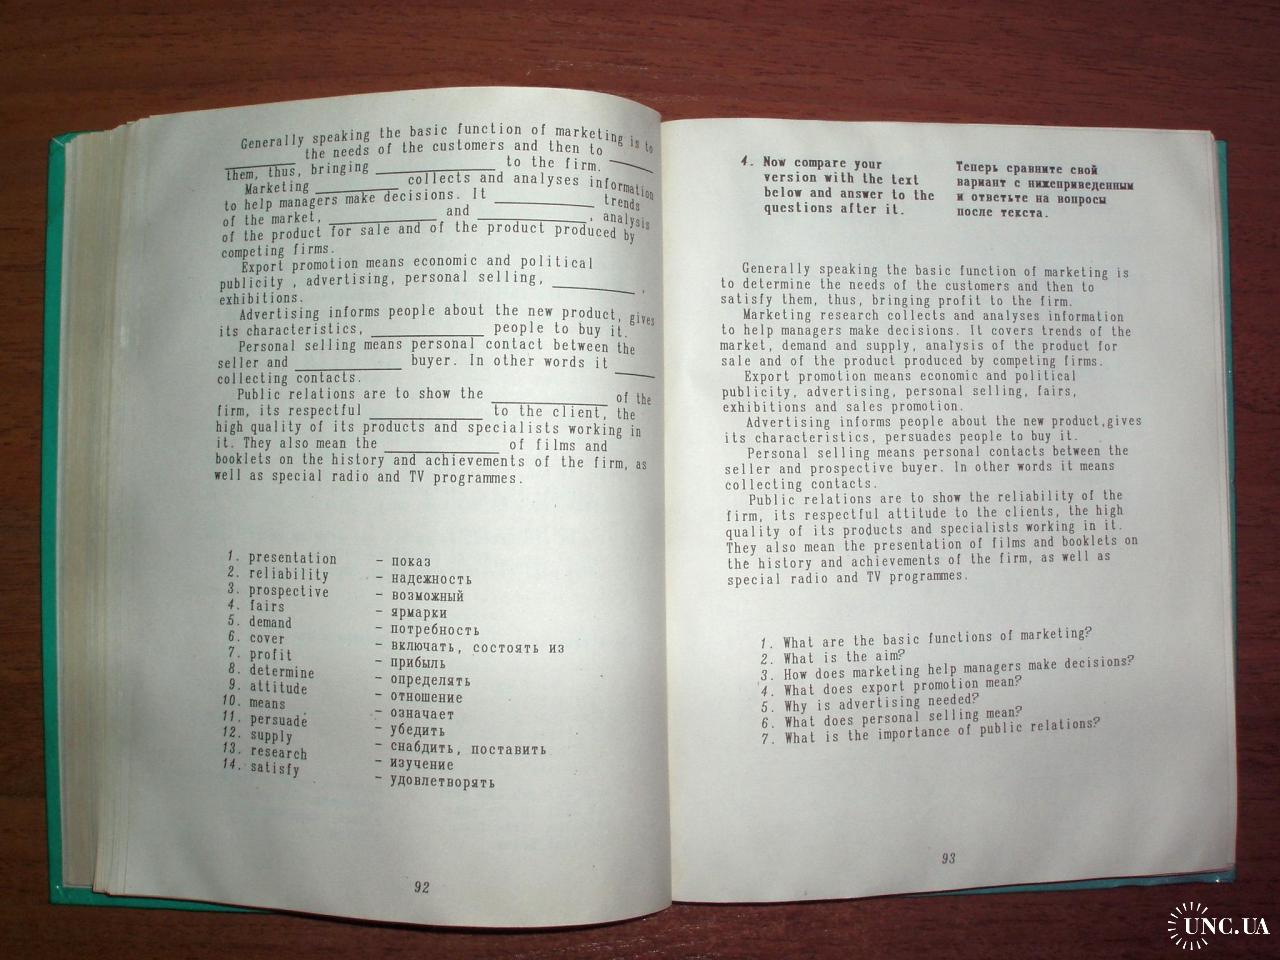 Generally speaking the basic function of marketing is to
__________ the needs of the customers and then to ______
them, thus, bringing ________________ to the firm.
Marketing ___________ collects and analyses information
to help managers make decisions. It _____________ trends
of the market, ______________ and ______________, analysis
of the product for sale and of the product produced by
competing firms.
Export promotion means economic and political
publicity , advertising, personal selling, ___________,
exhibitions.
Advertising informs people about the new product, gives
its characteristics, ________________ people to buy it.
Personal selling means personal contact between the
seller and ______________ buyer. In other words it _____
collecting contacts.
Public relations are to show the _______________ of the
firm, its respectful _______________ to the client, the
high quality of its products and specialists working in
it. They also mean the _______________ of films and
booklets on the history and achievements of the firm, as
well as special radio and TV programmes.
1. presentation – показ
2. reliability – надежность
3. prospective – возможный
4. fairs – ярмарки
5. demand – потребность
6. cover – включать, состоять из
7. profit – прибыль
8. determine – определять
9. attitude – отношение
10. means – означает
11. persuade – убедить
12. supply – снабдить, поставить
13. research – изучение
14. satisfy – удовлетворять
92
4. Now compare your
version with the text
below and answer to the
questions after it.
Теперь сравните свой
вариант с нижеприведенным
и ответьте на вопросы
после текста.
Generally speaking the basic function of marketing is
to determine the needs of the customers and then to
satisfy them, thus, bringing profit to the firm.
Marketing research collects and analyses information
to help managers make decisions. It covers trends of the
market, demand and supply, analysis of the product for
sale and of the product produced by competing firms.
Export promotion means economic and political
publicity, advertising, personal selling, fairs,
exhibitions and sales promotion.
Advertising informs people about the new product,gives
its characteristics, persuades people to buy it.
Personal selling means personal contacts between the
seller and prospective buyer. In other words it means
collecting contacts.
Public relations are to show the reliability of the
firm, its respectful attitude to the clients, the high
quality of its products and specialists working in it.
They also mean the presentation of films and booklets on
the history and achievements of the firm, as well as
special radio and TV programmes.
1. What are the basic functions of marketing?
2. What is the aim?
3. How does marketing help managers make decisions?
4. What does export promotion mean?
5. Why is advertising needed?
6. What does personal selling mean?
7. What is the importance of public relations?
93
UNC.UA